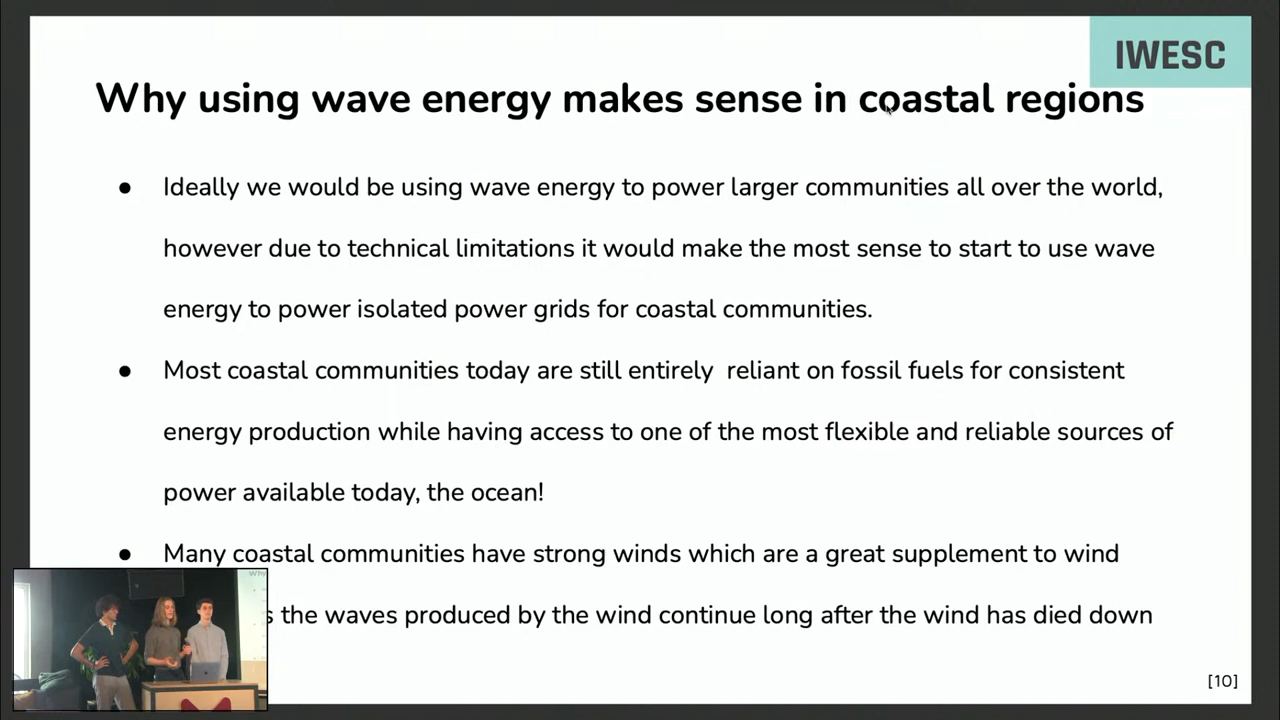 IWESC
Why using wave energy makes sense in coastal regions
● Ideally we would be using wave energy to power larger communities all over the world,
however due to technical limitations it would make the most sense to start to use wave
energy to power isolated power grids for coastal communities.
● Most coastal communities today are still entirely reliant on fossil fuels for consistent
energy production while having access to one of the most flexible and reliable sources of
power available today, the ocean!
● Many coastal communities have strong winds which are a great supplement to wind
the waves produced by the wind continue long after the wind has died down
[10]